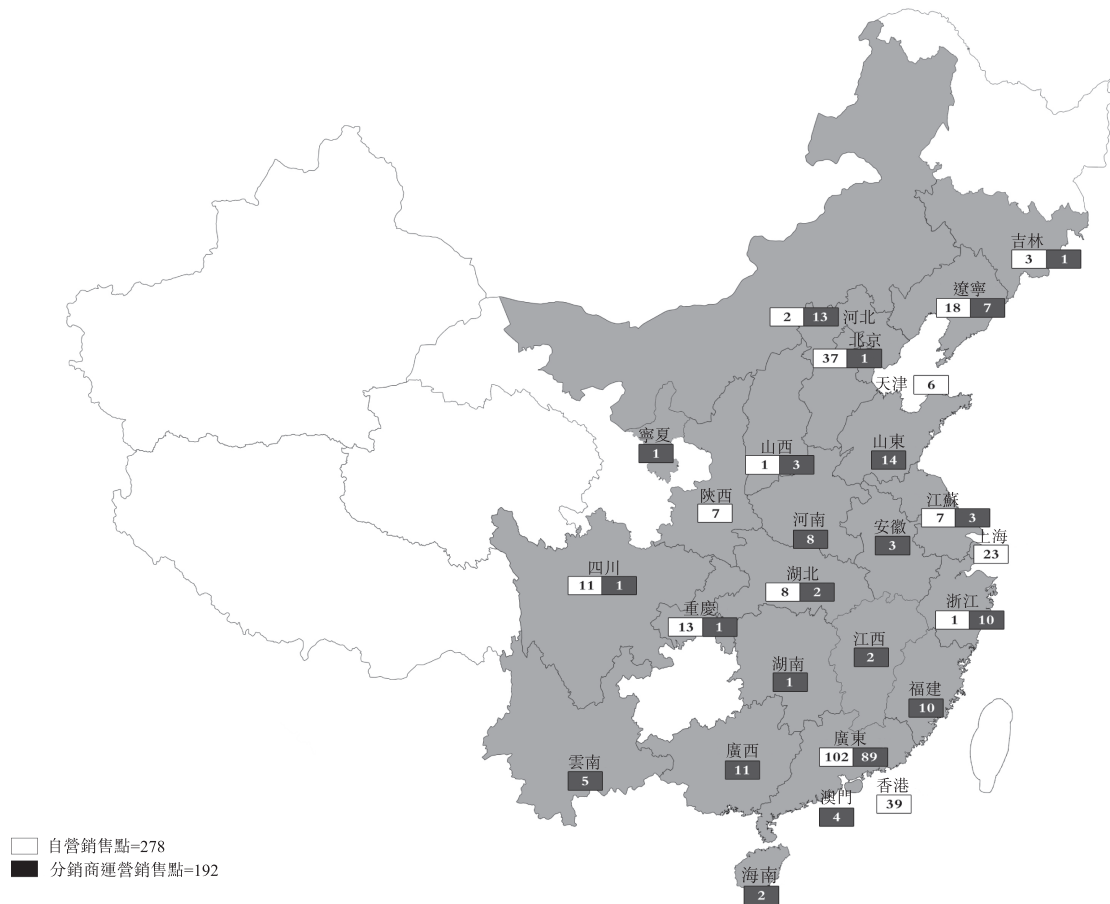 吉林
3 1
遼寧
18 7
2 13 河北
北京
37 1
天津 6
寧夏
1
山西
1 3
山東
14
陝西
7
河南
8
安徽
3
江蘇
7 3
上海
23
四川
11 1
湖北
8 2
重慶
13 1
浙江
1 10
江西
2
湖南
1
福建
10
雲南
5
廣西
11
廣東
102 89
香港
39
澳門
4
海南
2
自營銷售點=278
分銷商運營銷售點=192